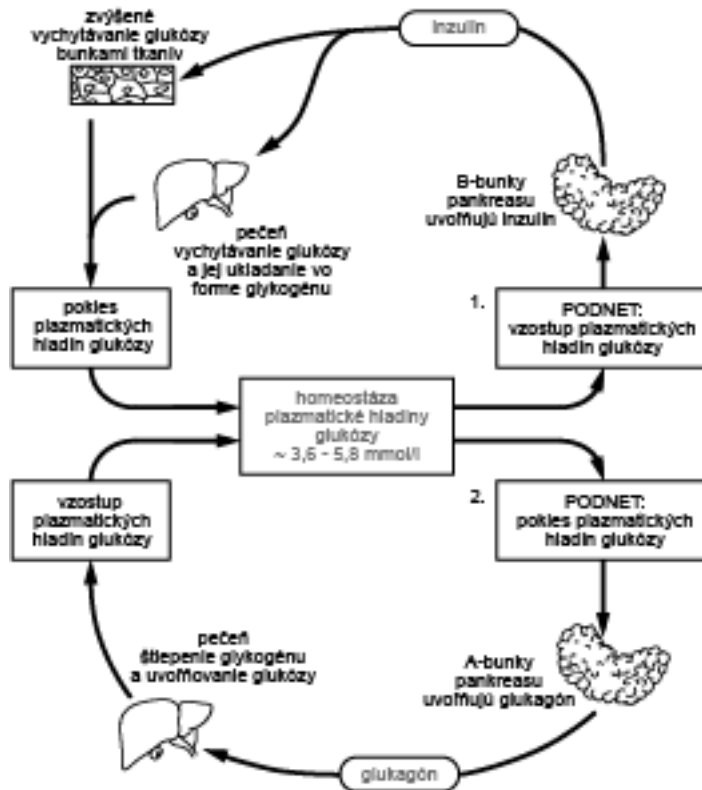 zvýšené
vychytávanie glukózy
bunkami tkanív
inzulín
B-bunky
pankreasu
uvoľňujú inzulín
pečeň
vychytávanie glukózy
a jej ukladanie vo
forme glykogénu
pokles
plazmatických
hladín glukózy
1.
PODNET:
vzostup plazmatických
hladín glukózy
homeostáza
plazmatické hladiny
glukózy
~ 3,6 – 5,8 mmol/l
vzostup
plazmatických
hladín glukózy
2.
PODNET:
pokles plazmatických
hladín glukózy
pečeň
štiepenie glykogénu
a uvoľňovanie glukózy
A-bunky
pankreasu
uvoľňujú glukagón
glukagón